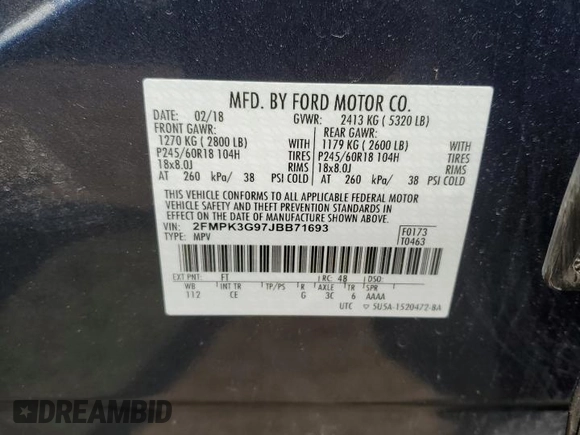 MFD. BY FORD MOTOR CO.
DATE: 02/18 GVWR: 2413 KG ( 5320 LB)
FRONT GAWR: REAR GAWR:
1270 KG ( 2800 LB) WITH 1179 KG ( 2600 LB) WITH
P245/60R18 104H TIRES P245/60R18 104H TIRES
18x8.0J RIMS 18x8.0J RIMS
AT 260 kPa/ 38 PSI COLD AT 260 kPa/ 38 PSI COLD
THIS VEHICLE CONFORMS TO ALL APPLICABLE FEDERAL MOTOR
VEHICLE SAFETY AND THEFT PREVENTION STANDARDS IN
EFFECT ON THE DATE OF MANUFACTURE SHOWN ABOVE.
VIN: 2FMPK3G97JBB71693 F0173
TYPE: MPV T0463
EXT PNT: FT RC: 48 DSO:
WB INT TR TP/PS R AXLE TR SPR
112 CE G 3C 6 AAAA
UTC ▽ 5U5A-1520472-BA
DREAMBID